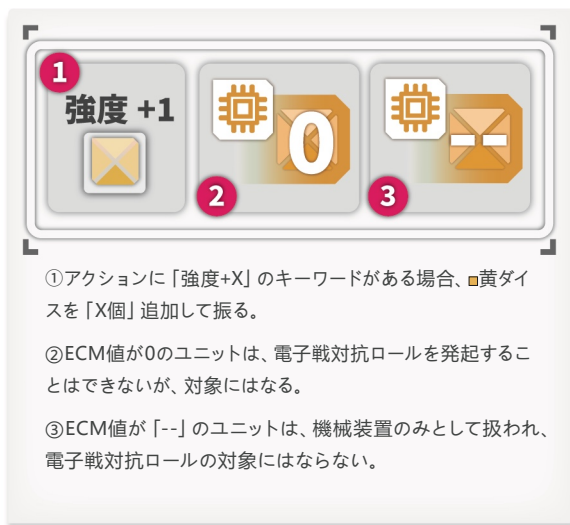 1
強度 +1
2
0
3
--
①アクションに「強度+X」のキーワードがある場合、黄ダイ
スを「X個」追加して振る。
②ECM値が0のユニットは、電子戦対抗ロールを発起するこ
とはできないが、対象にはなる。
③ECM値が「--」のユニットは、機械装置のみとして扱われ、
電子戦対抗ロールの対象にはならない。